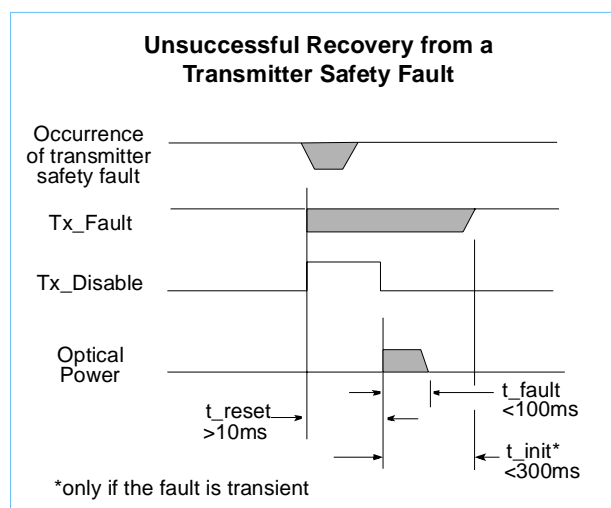 Unsuccessful Recovery from a
Transmitter Safety Fault
Occurrence
of transmitter
safety fault
Tx_Fault
Tx_Disable
Optical
Power
t_fault
<100ms
t_reset
>10ms
t_init*
<300ms
*only if the fault is transient